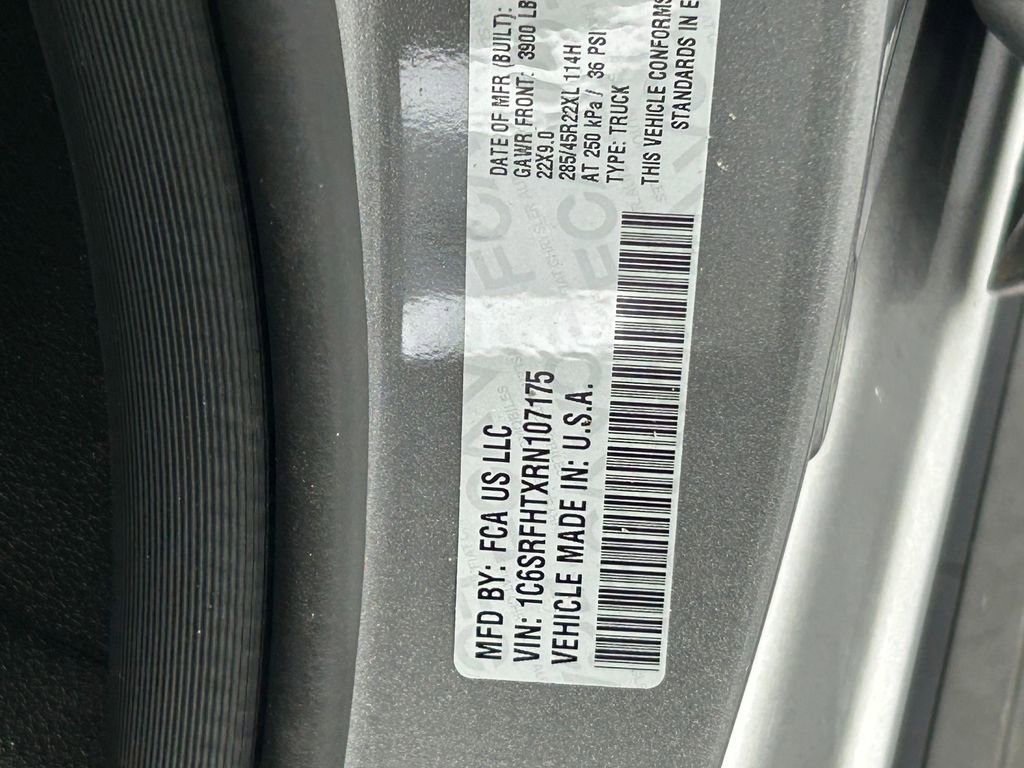 MFD BY: FCA US LLC
VIN: 1C6SRFHTXRN107175
VEHICLE MADE IN: U.S.A.
DATE OF MFR (BUILT):
GAWR FRONT: 3900 LB
22X9.0
285/45R22XL 114H
AT 250 kPa / 36 PSI
TYPE: TRUCK
THIS VEHICLE CONFORMS
STANDARDS IN E